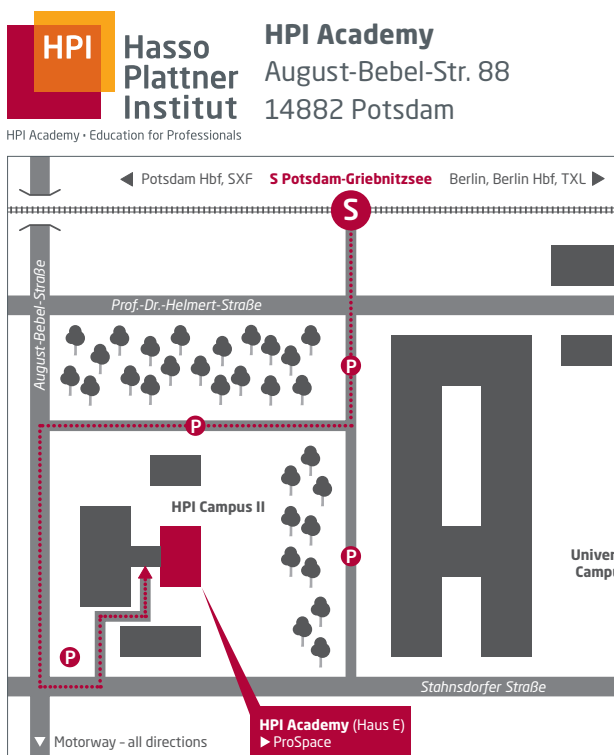 HPI
Hasso
Plattner
Institut
HPI Academy • Education for Professionals
HPI Academy
August-Bebel-Str. 88
14882 Potsdam
◀ Potsdam Hbf, SXF
S Potsdam-Griebnitzsee
Berlin, Berlin Hbf, TXL ▶
S
August-Bebel-Straße
Prof.-Dr.-Helmert-Straße
P
P
HPI Campus II
P
Univer
Campu
P
Stahnsdorfer Straße
HPI Academy (Haus E)
▶ ProSpace
▼ Motorway – all directions